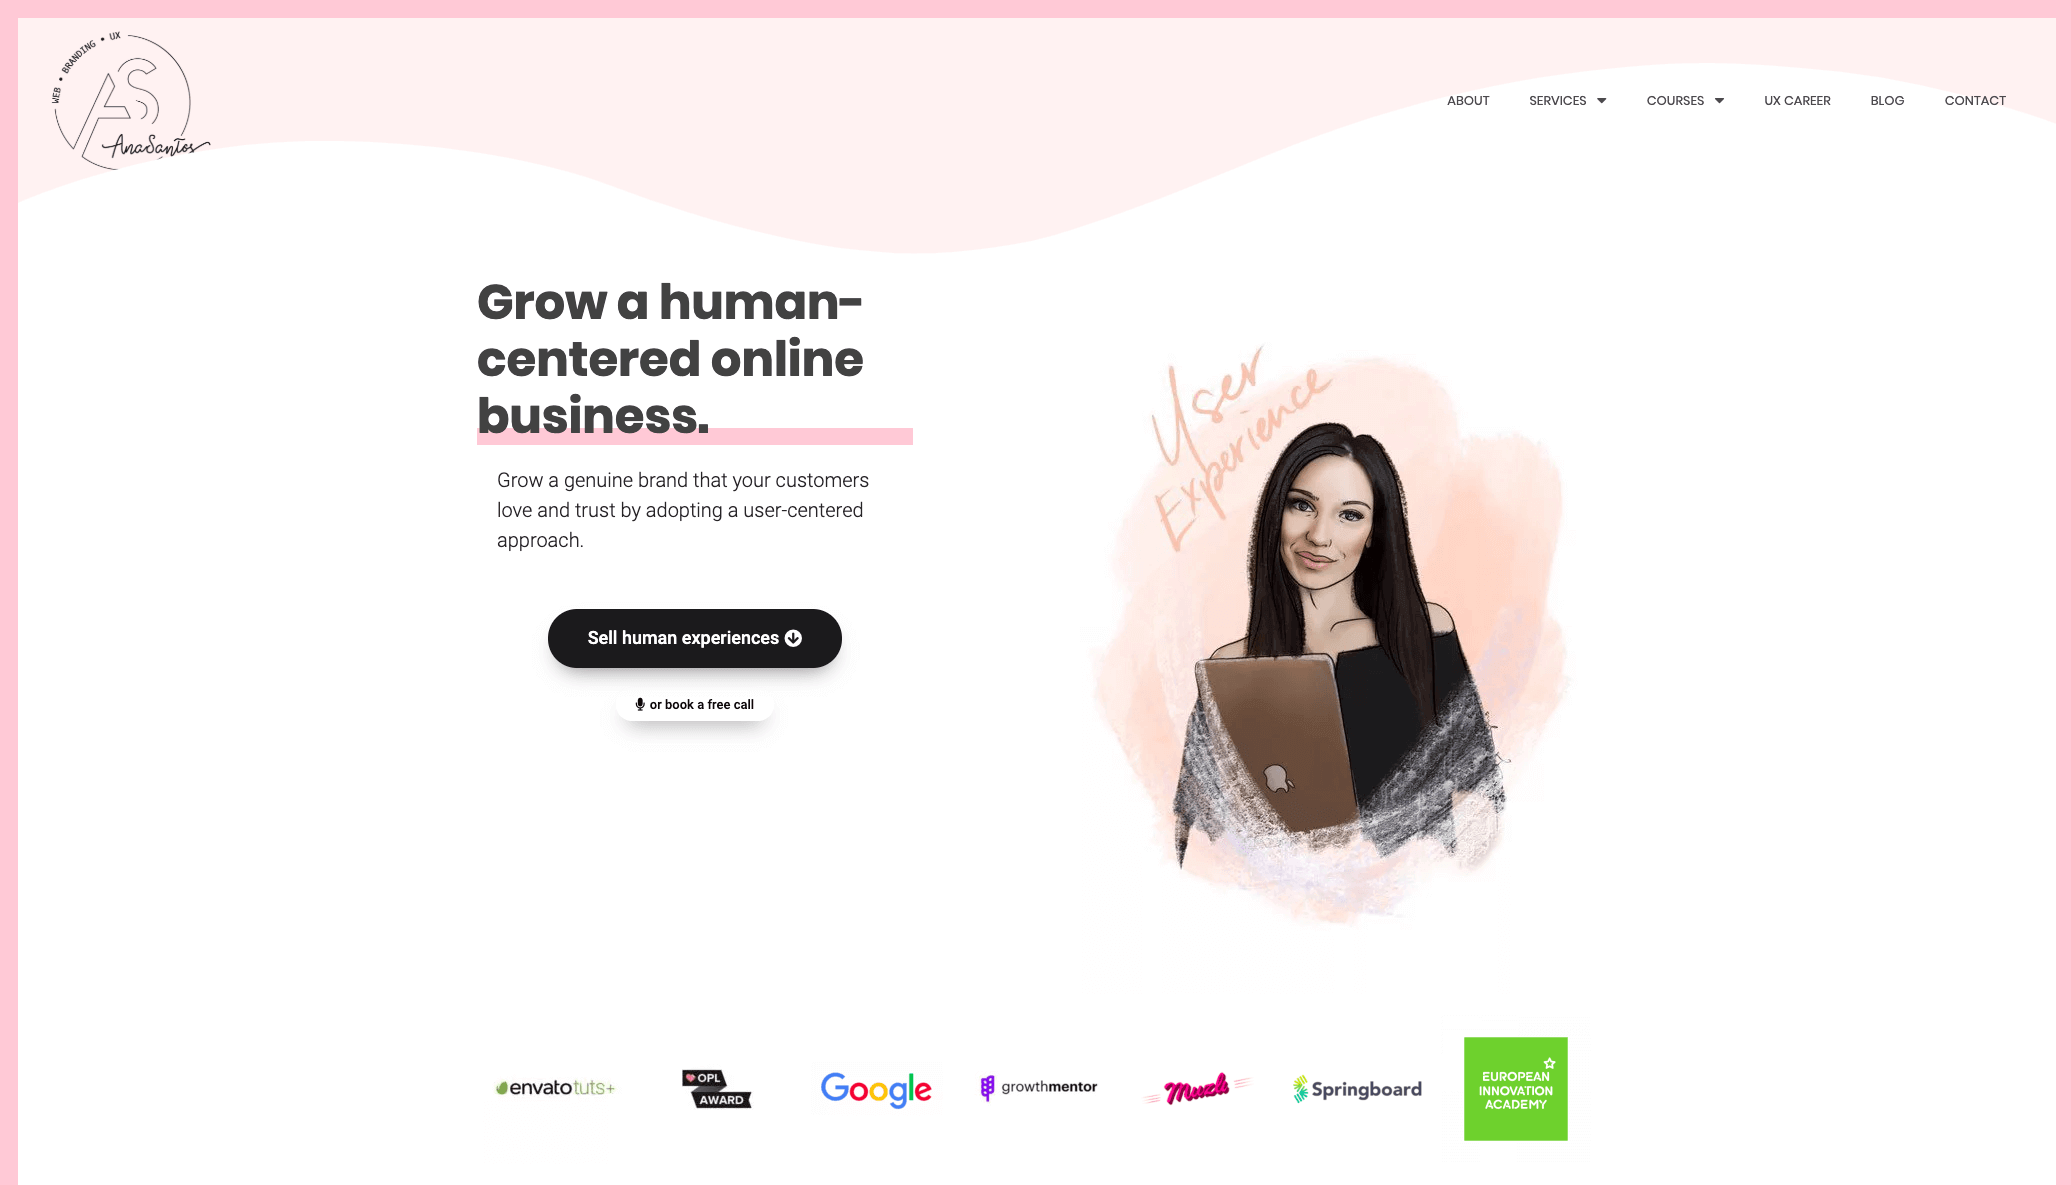 WEB • BRANDING • UX
AS
AnaSantos
ABOUT
SERVICES
COURSES
UX CAREER
BLOG
CONTACT
Grow a human-
centered online
business.
Grow a genuine brand that your customers
love and trust by adopting a user-centered
approach.
Sell human experiences
or book a free call
User
Experience
envatotuts+
OPL
AWARD
Google
growthmentor
Muzli
Springboard
EUROPEAN
INNOVATION
ACADEMY